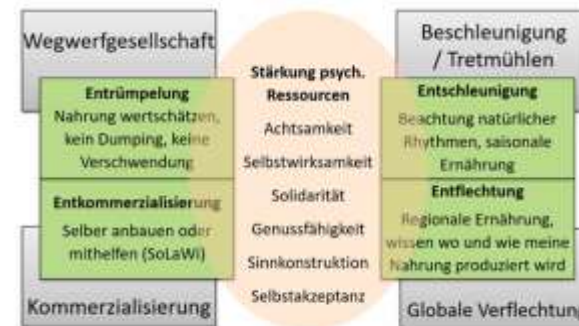 Wegwerfgesellschaft
Entrümpelung
Nahrung wertschätzen,
kein Dumping, keine
Verschwendung
Entkommerzialisierung
Selber anbauen oder
mithelfen (SoLaWi)
Kommerzialisierung
Stärkung psych.
Ressourcen
Achtsamkeit
Selbstwirksamkeit
Solidarität
Genussfähigkeit
Sinnkonstruktion
Selbstakzeptanz
Beschleunigung
/ Tretmühlen
Entschleunigung
Beachtung natürlicher
Rhythmen, saisonale
Ernährung
Entflechtung
Regionale Ernährung,
wissen wo und wie meine
Nahrung produziert wird
Globale Verflechtung